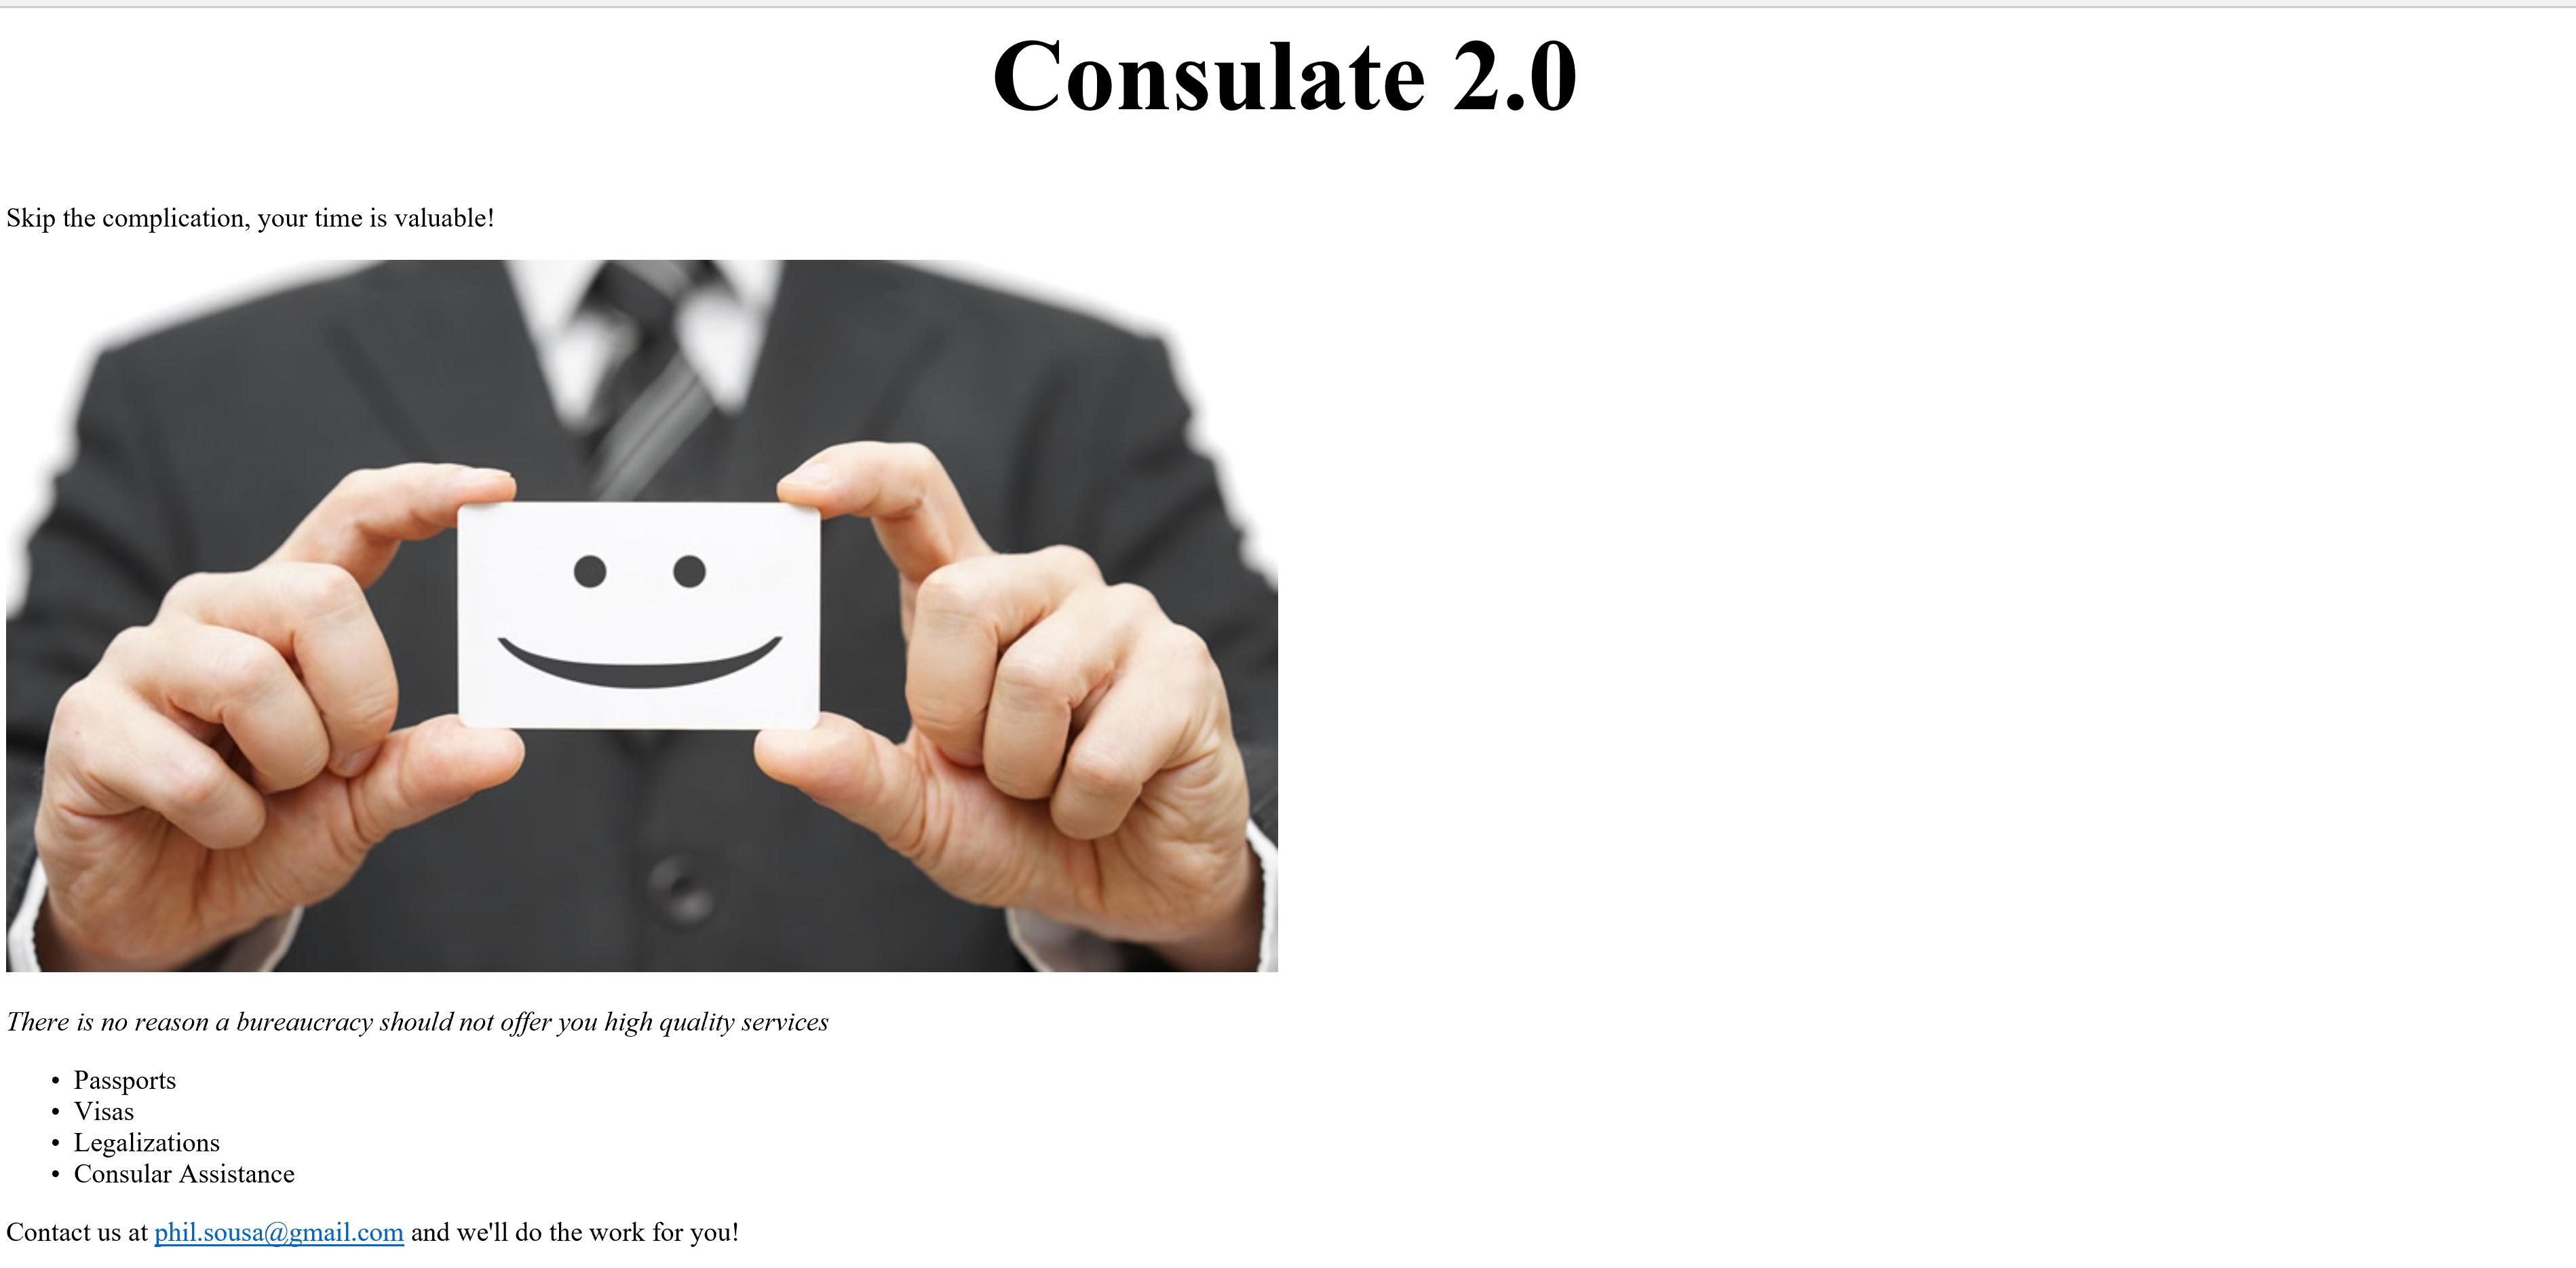 Consulate 2.0
Skip the complication, your time is valuable!
There is no reason a bureaucracy should not offer you high quality services
• Passports
• Visas
• Legalizations
• Consular Assistance
Contact us at phil.sousa@gmail.com and we'll do the work for you!